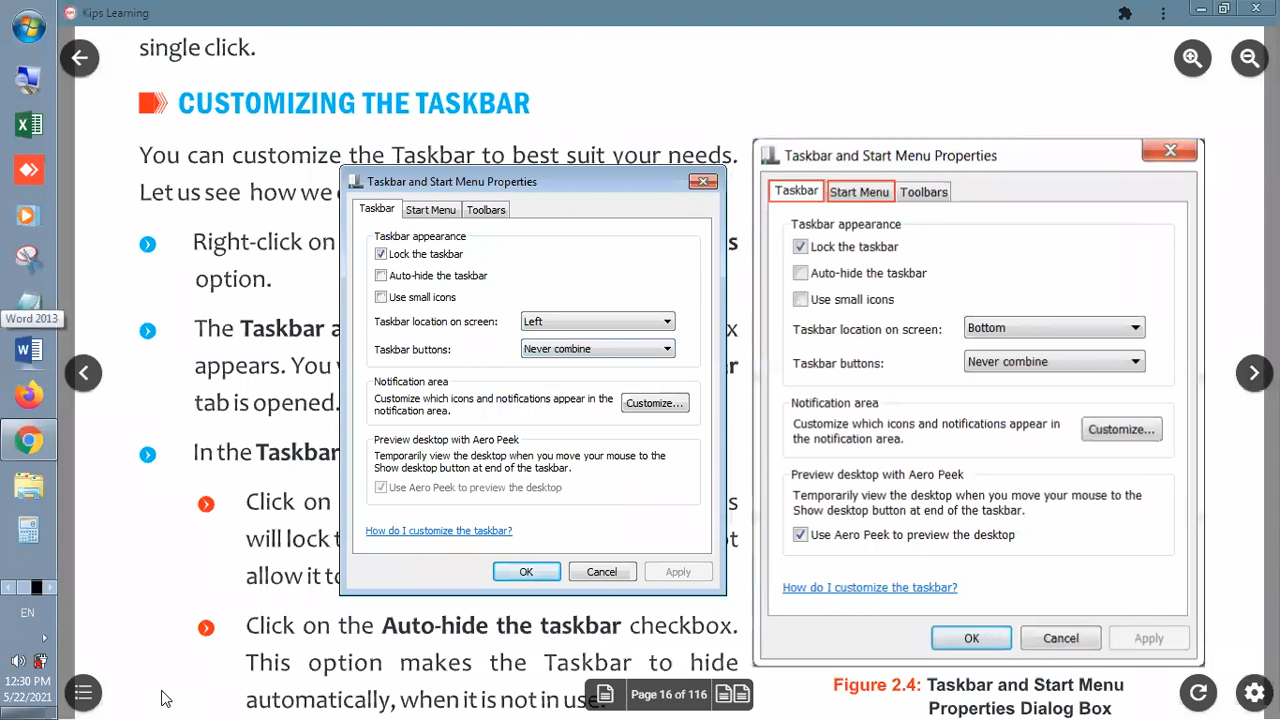 Kips Learning
single click.
CUSTOMIZING THE TASKBAR
You can customize the Taskbar to best suit your needs.
Let us see how we
Right-click on
s
option.
The Taskbar a
x
appears. You
er
tab is opened.
In the Taskbar
Click on
s
will lock t
ot
allow it to
Click on the Auto-hide the taskbar checkbox.
This option makes the Taskbar to hide
automatically, when it is not in use.
Taskbar and Start Menu Properties
Taskbar Start Menu Toolbars
Taskbar appearance
Lock the taskbar
Auto-hide the taskbar
Use small icons
Taskbar location on screen: Left
Taskbar buttons: Never combine
Notification area
Customize which icons and notifications appear in the
notification area.
Customize...
Preview desktop with Aero Peek
Temporarily view the desktop when you move your mouse to the
Show desktop button at end of the taskbar.
Use Aero Peek to preview the desktop
How do I customize the taskbar?
OK Cancel Apply
Taskbar and Start Menu Properties
Taskbar Start Menu Toolbars
Taskbar appearance
Lock the taskbar
Auto-hide the taskbar
Use small icons
Taskbar location on screen: Bottom
Taskbar buttons: Never combine
Notification area
Customize which icons and notifications appear in
the notification area.
Customize...
Preview desktop with Aero Peek
Temporarily view the desktop when you move your mouse to the
Show desktop button at end of the taskbar.
Use Aero Peek to preview the desktop
How do I customize the taskbar?
OK Cancel Apply
Figure 2.4: Taskbar and Start Menu
Properties Dialog Box
Page 16 of 116
Word 2013
EN
12:30 PM
5/22/2021